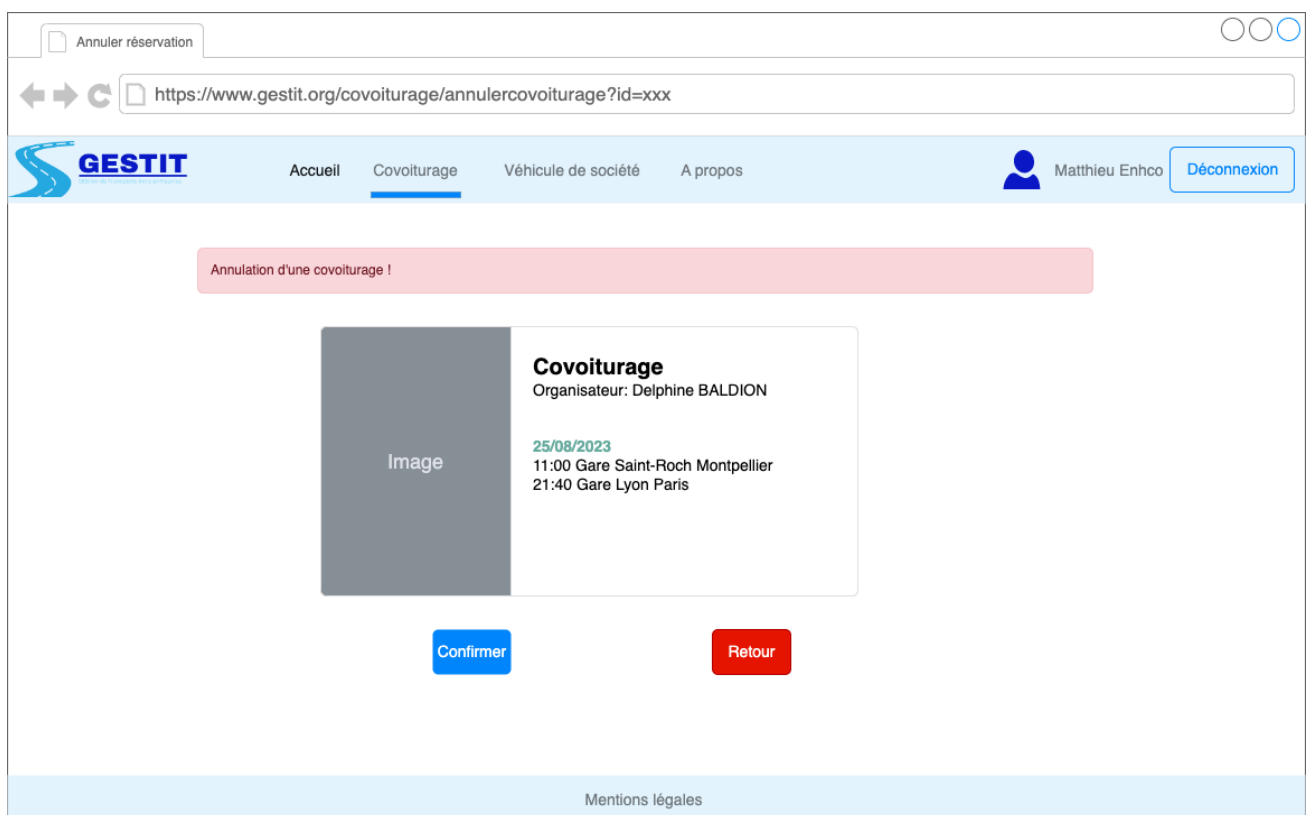 Annuler réservation
https://www.gestit.org/covoiturage/annulercovoiturage?id=xxx
GESTIT
Accueil Covoiturage Véhicule de société A propos Matthieu Enhco Déconnexion
Annulation d'une covoiturage !
Image
Covoiturage
Organisateur: Delphine BALDION
25/08/2023
11:00 Gare Saint-Roch Montpellier
21:40 Gare Lyon Paris
Confirmer Retour
Mentions légales